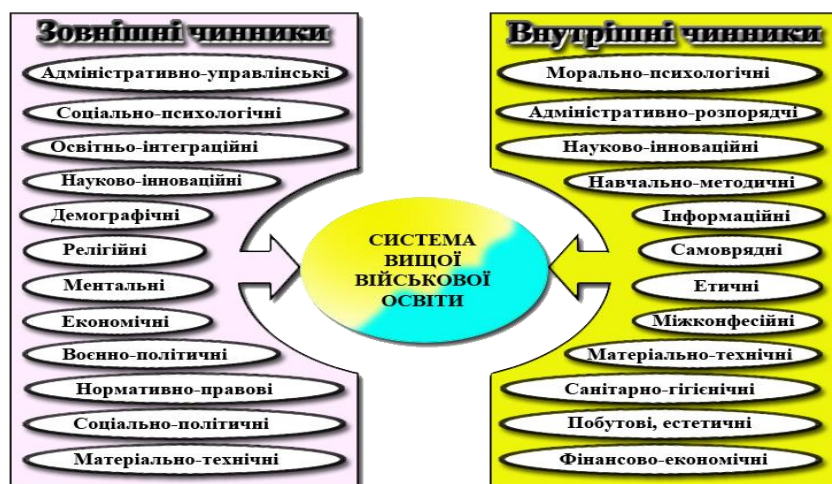 Зовнішні чинники
Адміністративно-управлінські
Соціально-психологічні
Освітньо-інтеграційні
Науково-інноваційні
Демографічні
Релігійні
Ментальні
Економічні
Воєнно-політичні
Нормативно-правові
Соціально-політичні
Матеріально-технічні
СИСТЕМА
ВИЩОЇ
ВІЙСЬКОВОЇ
ОСВІТИ
Внутрішні чинники
Морально-психологічні
Адміністративно-розпорядчі
Науково-інноваційні
Навчально-методичні
Інформаційні
Самоврядні
Етичні
Міжконфесійні
Матеріально-технічні
Санітарно-гігієнічні
Побутові, естетичні
Фінансово-економічні